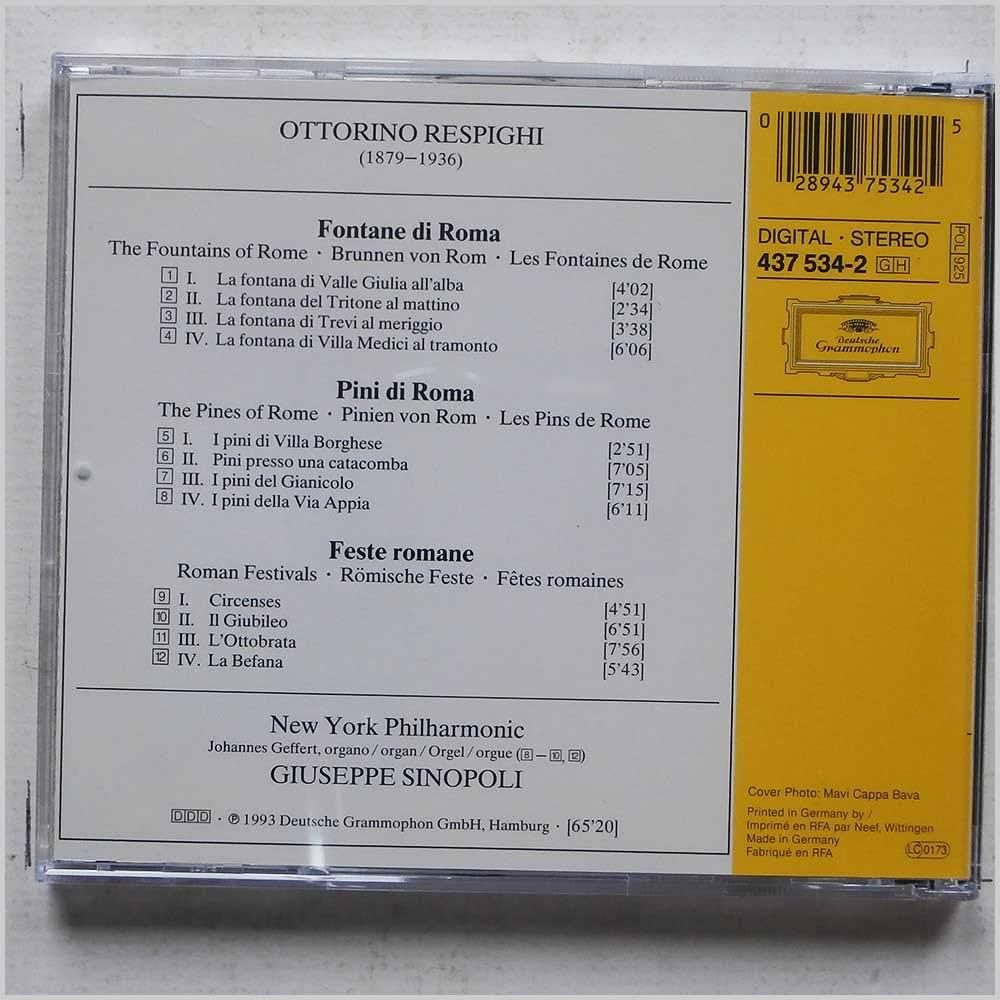 OTTORINO RESPIGHI
(1879–1936)
Fontane di Roma
The Fountains of Rome · Brunnen von Rom · Les Fontaines de Rome
1 I. La fontana di Valle Giulia all'alba [4'02]
2 II. La fontana del Tritone al mattino [2'34]
3 III. La fontana di Trevi al meriggio [3'38]
4 IV. La fontana di Villa Medici al tramonto [6'06]
Pini di Roma
The Pines of Rome · Pinien von Rom · Les Pins de Rome
5 I. I pini di Villa Borghese [2'51]
6 II. Pini presso una catacomba [7'05]
7 III. I pini del Gianicolo [7'15]
8 IV. I pini della Via Appia [6'11]
Feste romane
Roman Festivals · Römische Feste · Fêtes romaines
9 I. Circenses [4'51]
10 II. Il Giubileo [6'51]
11 III. L'Ottobrata [7'56]
12 IV. La Befana [5'43]
New York Philharmonic
Johannes Geffert, organo / organ / Orgel / orgue (8 – 10, 12)
GIUSEPPE SINOPOLI
DDD · ℗ 1993 Deutsche Grammophon GmbH, Hamburg · [65'20]
0 28943 75342 5
DIGITAL · STEREO
437 534-2 GH
POL 925
Deutsche
Grammophon
Cover Photo: Mavi Cappa Bava
Printed in Germany by /
Imprimé en RFA par Neef, Wittingen
Made in Germany
Fabriqué en RFA
LC 0173